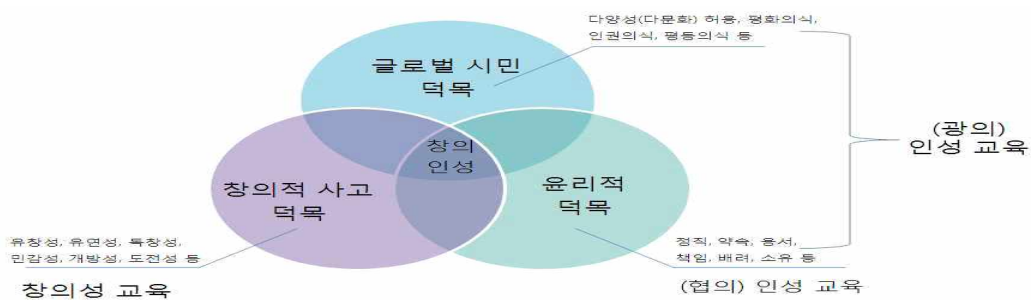 다양성(다문화) 허용, 평화의식,
인권의식, 평등의식 등
글로벌 시민
덕목
(광의)
인성 교육
창의
인성
창의적 사고
덕목
윤리적
덕목
유창성, 유연성, 독창성,
민감성, 개방성, 도전성 등
창의성 교육
정직, 약속, 용서,
책임, 배려, 소유 등
(협의) 인성 교육